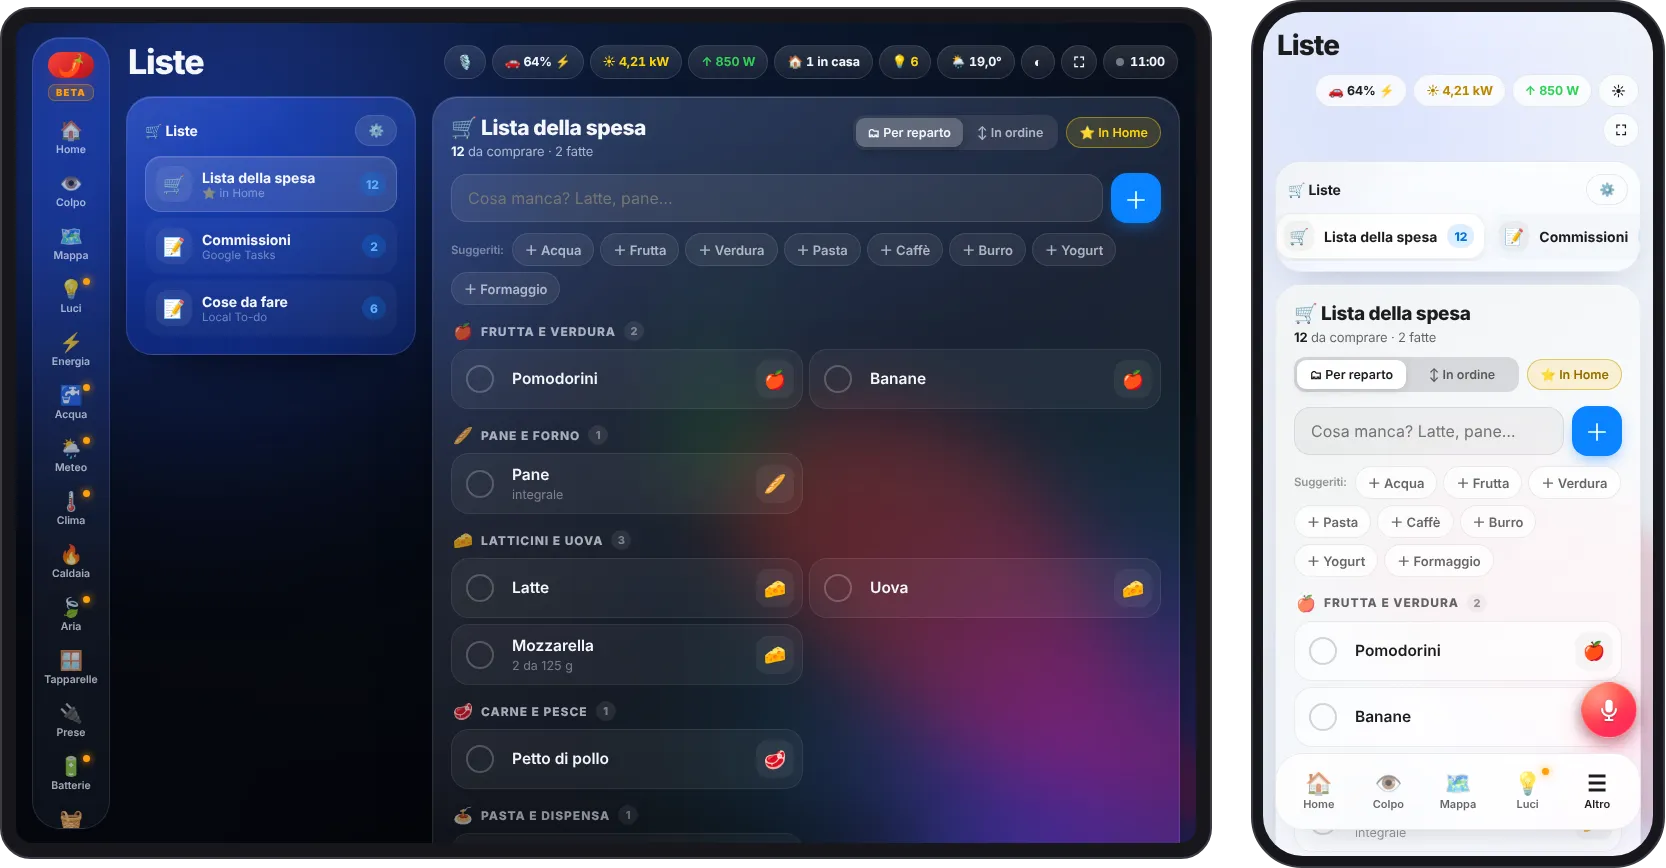 BETA
Home
Colpo
Mappa
Luci
Energia
Acqua
Meteo
Clima
Caldaia
Aria
Tapparelle
Prese
Batterie
Liste
64%
4,21 kW
↑ 850 W
1 in casa
6
19,0°
11:00
Liste
Lista della spesa
in Home
12
Commissioni
Google Tasks
2
Cose da fare
Local To-do
6
Lista della spesa
12 da comprare · 2 fatte
Per reparto
In ordine
In Home
Cosa manca? Latte, pane...
+
Suggeriti:
+ Acqua
+ Frutta
+ Verdura
+ Pasta
+ Caffè
+ Burro
+ Yogurt
+ Formaggio
FRUTTA E VERDURA 2
Pomodorini
Banane
PANE E FORNO 1
Pane
integrale
LATTICINI E UOVA 3
Latte
Uova
Mozzarella
2 da 125 g
CARNE E PESCE 1
Petto di pollo
PASTA E DISPENSA 1
Liste
64%
4,21 kW
↑ 850 W
Liste
Lista della spesa 12
Commissioni
Lista della spesa
12 da comprare · 2 fatte
Per reparto
In ordine
In Home
Cosa manca? Latte, pane...
+
Suggeriti:
+ Acqua
+ Frutta
+ Verdura
+ Pasta
+ Caffè
+ Burro
+ Yogurt
+ Formaggio
FRUTTA E VERDURA 2
Pomodorini
Banane
Home
Colpo
Mappa
Luci
Altro
integrale